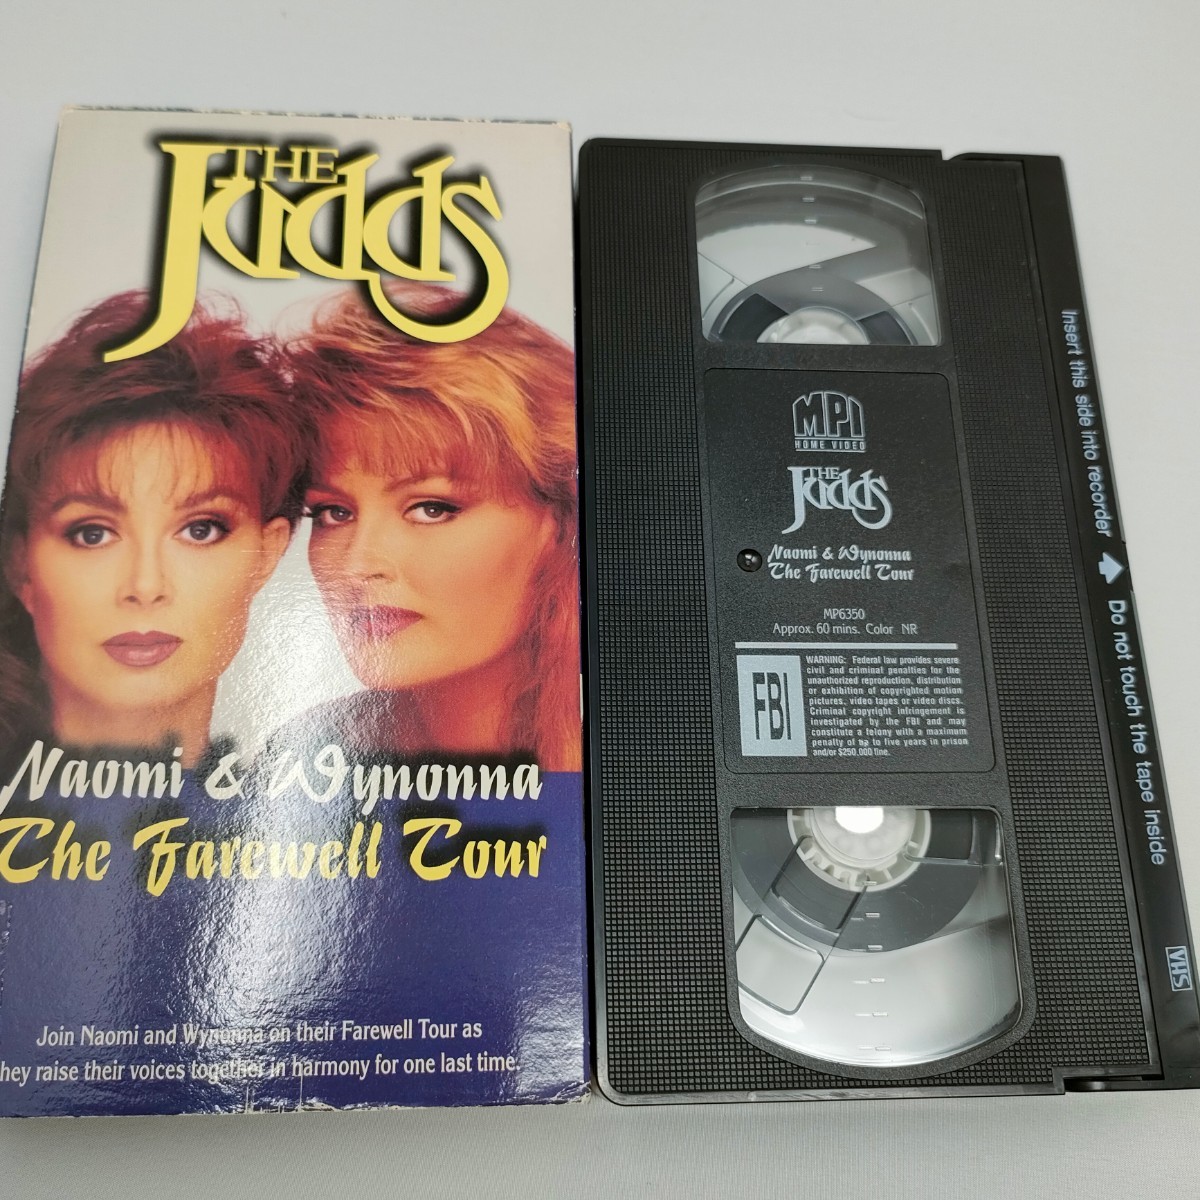 THE
Judds
Naomi & Wynonna
The Farewell Tour
Join Naomi and Wynonna on their Farewell Tour as
hey raise their voices together in harmony for one last time.
MPI
HOME VIDEO
THE
Judds
Naomi & Wynonna
The Farewell Tour
MP6350
Approx. 60 mins. Color NR
FBI
WARNING: Federal law provides severe
civil and criminal penalties for the
unauthorized reproduction, distribution
or exhibition of copyrighted motion
pictures, video tapes or video discs.
Criminal copyright infringement is
investigated by the FBI and may
constitute a felony with a maximum
penalty of up to five years in prison
and/or $250,000 fine.
Insert this side into recorder Do not touch the tape inside
VHS